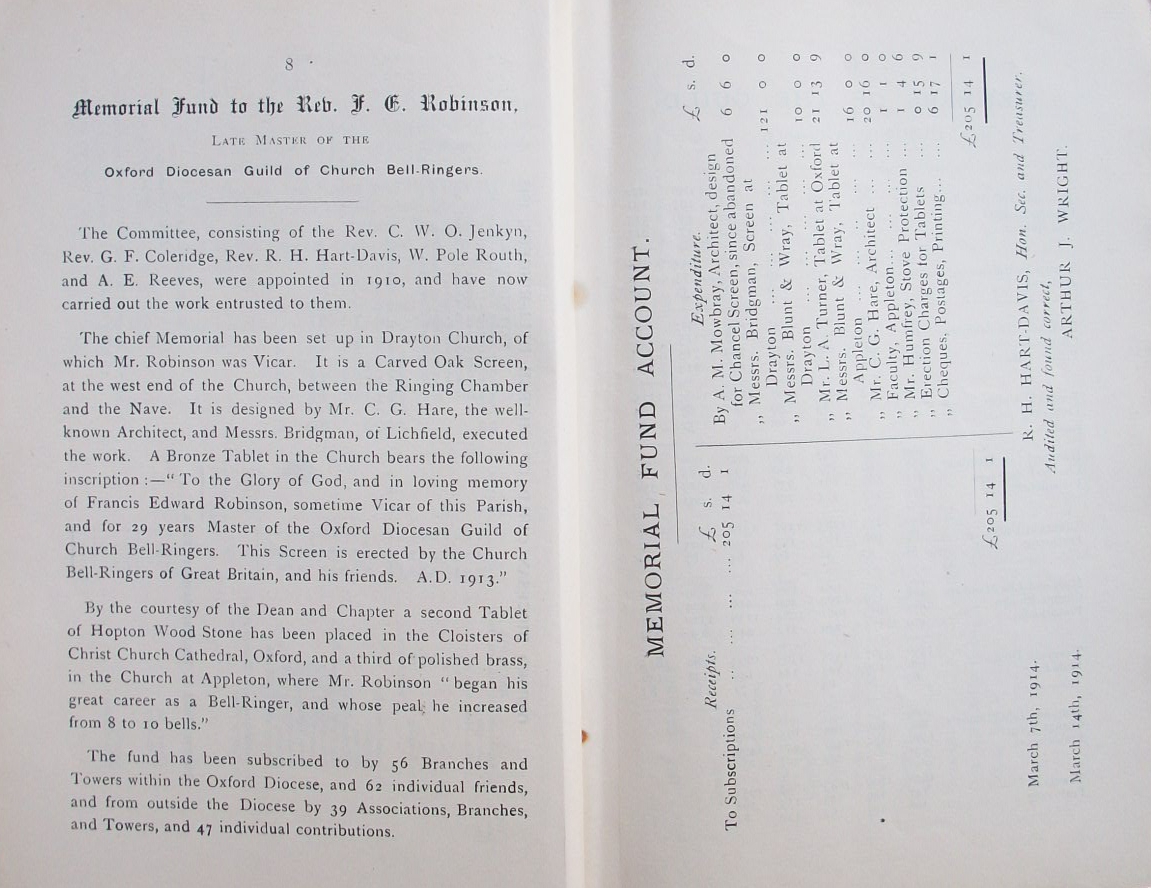 8
Memorial Fund to the Rev. F. E. Robinson,
LATE MASTER OF THE
Oxford Diocesan Guild of Church Bell-Ringers.
The Committee, consisting of the Rev. C. W. O. Jenkyn,
Rev. G. F. Coleridge, Rev. R. H. Hart-Davis, W. Pole Routh,
and A. E. Reeves, were appointed in 1910, and have now
carried out the work entrusted to them.
The chief Memorial has been set up in Drayton Church, of
which Mr. Robinson was Vicar. It is a Carved Oak Screen,
at the west end of the Church, between the Ringing Chamber
and the Nave. It is designed by Mr. C. G. Hare, the well-
known Architect, and Messrs. Bridgman, of Lichfield, executed
the work. A Bronze Tablet in the Church bears the following
inscription :—“ To the Glory of God, and in loving memory
of Francis Edward Robinson, sometime Vicar of this Parish,
and for 29 years Master of the Oxford Diocesan Guild of
Church Bell-Ringers. This Screen is erected by the Church
Bell-Ringers of Great Britain, and his friends. A.D. 1913.”
By the courtesy of the Dean and Chapter a second Tablet
of Hopton Wood Stone has been placed in the Cloisters of
Christ Church Cathedral, Oxford, and a third of polished brass,
in the Church at Appleton, where Mr. Robinson “ began his
great career as a Bell-Ringer, and whose peal he increased
from 8 to 10 bells.”
The fund has been subscribed to by 56 Branches and
Towers within the Oxford Diocese, and 62 individual friends,
and from outside the Diocese by 39 Associations, Branches,
and Towers, and 47 individual contributions.
MEMORIAL FUND ACCOUNT.
Receipts.
£ s. d.
To Subscriptions ... ... ... ... 205 14 1
£205 14 1
Expenditure.
£ s. d.
By A. M. Mowbray, Architect, design
for Chancel Screen, since abandoned 6 6 0
,, Messrs. Bridgman, Screen at
Drayton ... ... ... ... 121 0 0
,, Messrs. Blunt & Wray, Tablet at
Drayton ... ... ... ... 10 0 0
,, Mr. L. A. Turner, Tablet at Oxford 21 13 9
,, Messrs. Blunt & Wray, Tablet at
Appleton ... ... ... ... 16 0 0
,, Mr. C. G. Hare, Architect ... ... 20 16 0
,, Faculty, Appleton ... ... ... 1 1 0
,, Mr. Humfrey, Stove Protection ... 1 4 6
,, Erection Charges for Tablets ... 0 15 9
,, Cheques, Postages, Printing ... ... 6 17 1
£205 14 1
March 7th, 1914. R. H. HART-DAVIS, Hon. Sec. and Treasurer.
Audited and found correct,
March 14th, 1914. ARTHUR J. WRIGHT.